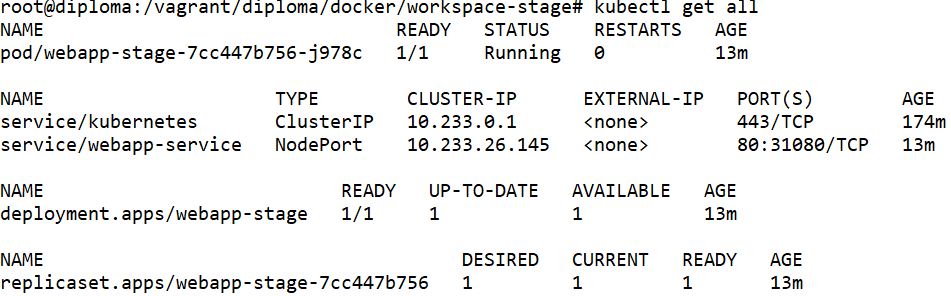 root@diploma:/vagrant/diploma/docker/workspace-stage# kubectl get all
NAME READY STATUS RESTARTS AGE
pod/webapp-stage-7cc447b756-j978c 1/1 Running 0 13m
NAME TYPE CLUSTER-IP EXTERNAL-IP PORT(S) AGE
service/kubernetes ClusterIP 10.233.0.1 <none> 443/TCP 174m
service/webapp-service NodePort 10.233.26.145 <none> 80:31080/TCP 13m
NAME READY UP-TO-DATE AVAILABLE AGE
deployment.apps/webapp-stage 1/1 1 1 13m
NAME DESIRED CURRENT READY AGE
replicaset.apps/webapp-stage-7cc447b756 1 1 1 13m